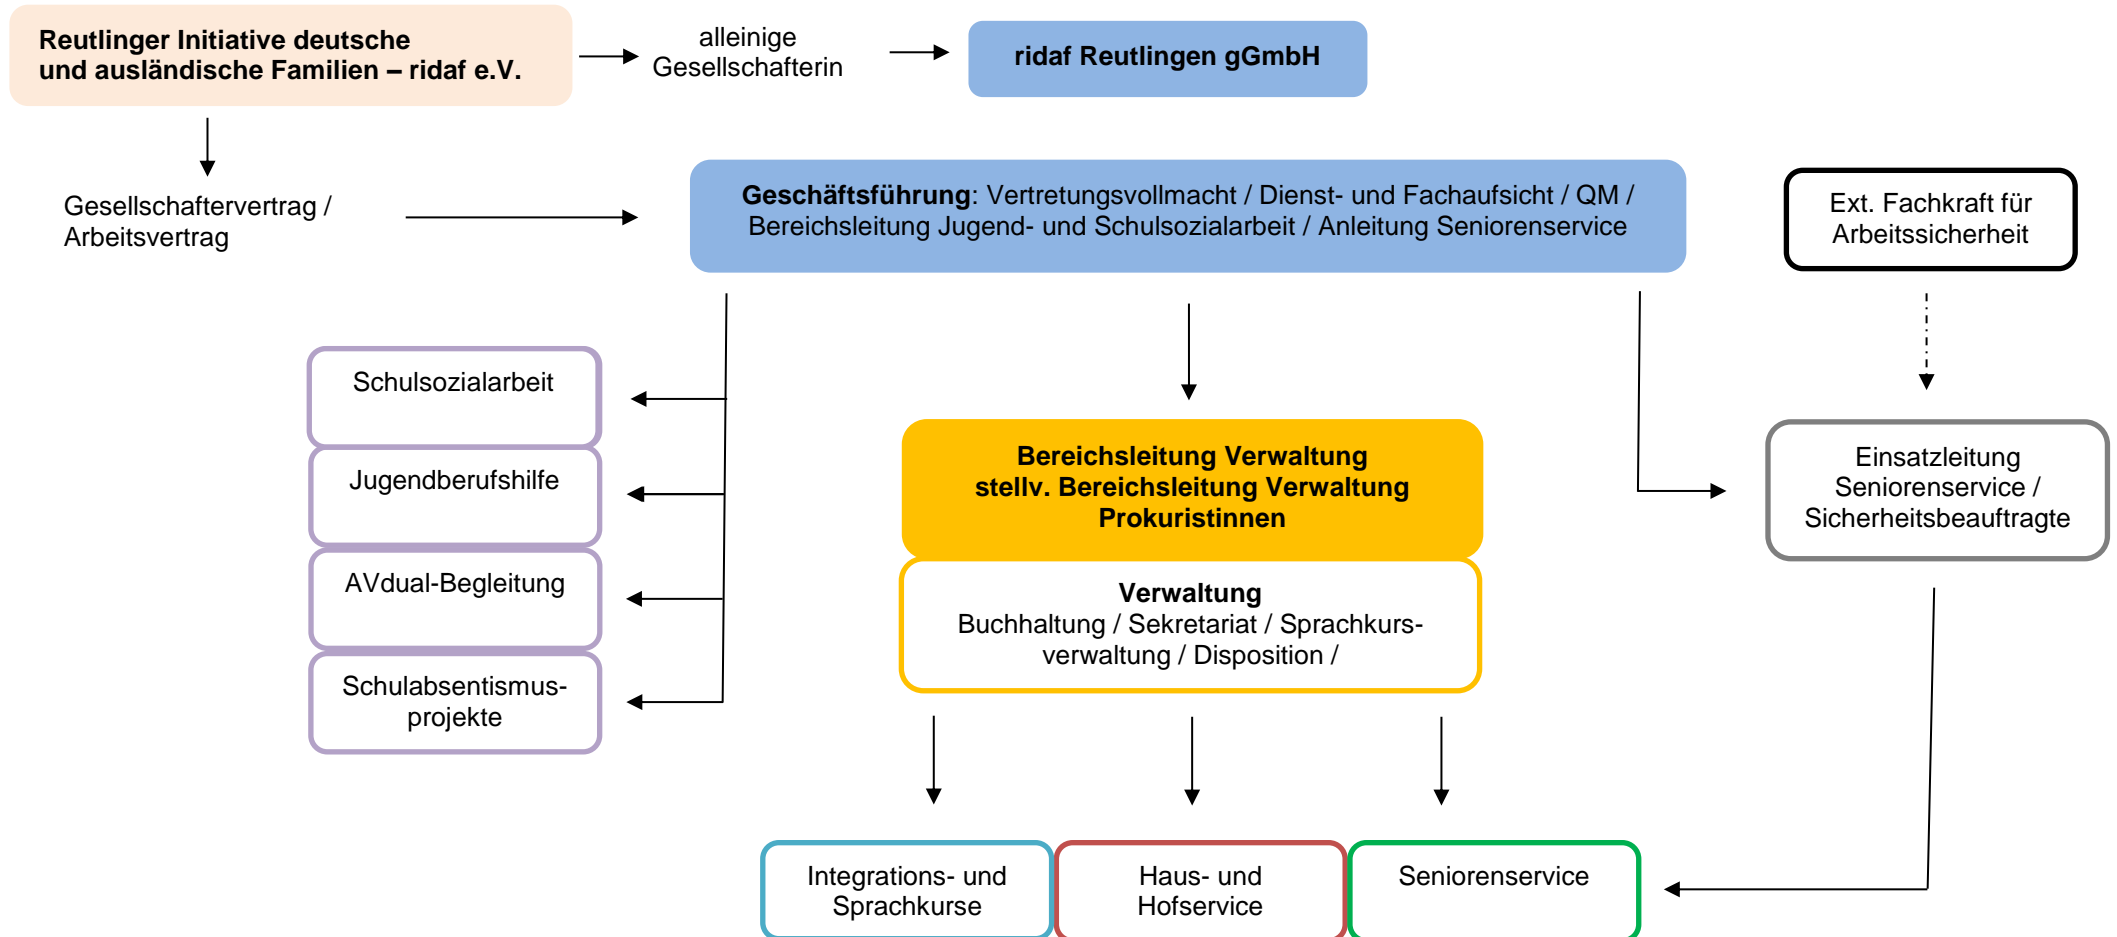 Reutlinger Initiative deutsche
und ausländische Familien – ridaf e.V.
alleinige
Gesellschafterin
ridaf Reutlingen gGmbH
Gesellschaftervertrag /
Arbeitsvertrag
Geschäftsführung: Vertretungsvollmacht / Dienst- und Fachaufsicht / QM /
Bereichsleitung Jugend- und Schulsozialarbeit / Anleitung Seniorenservice
Ext. Fachkraft für
Arbeitssicherheit
Schulsozialarbeit
Jugendberufshilfe
AVdual-Begleitung
Schulabsentismus-
projekte
Bereichsleitung Verwaltung
stellv. Bereichsleitung Verwaltung
Prokuristinnen
Verwaltung
Buchhaltung / Sekretariat / Sprachkurs-
verwaltung / Disposition /
Einsatzleitung
Seniorenservice /
Sicherheitsbeauftragte
Integrations- und
Sprachkurse
Haus- und
Hofservice
Seniorenservice